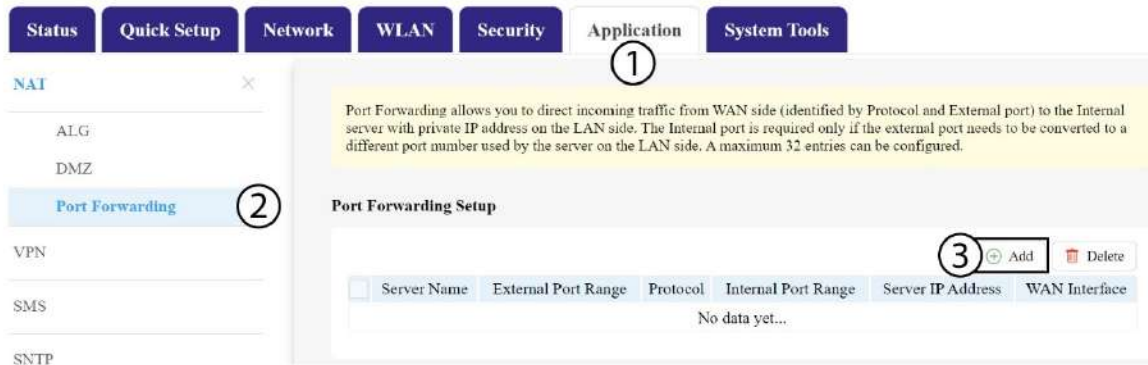 Status Quick Setup Network WLAN Security Application System Tools
1
NAT
ALG
DMZ
Port Forwarding 2
VPN
SMS
SNTP
Port Forwarding allows you to direct incoming traffic from WAN side (identified by Protocol and External port) to the Internal
server with private IP address on the LAN side. The Internal port is required only if the external port needs to be converted to a
different port number used by the server on the LAN side. A maximum 32 entries can be configured.
Port Forwarding Setup
3 Add Delete
Server Name External Port Range Protocol Internal Port Range Server IP Address WAN Interface
No data yet...